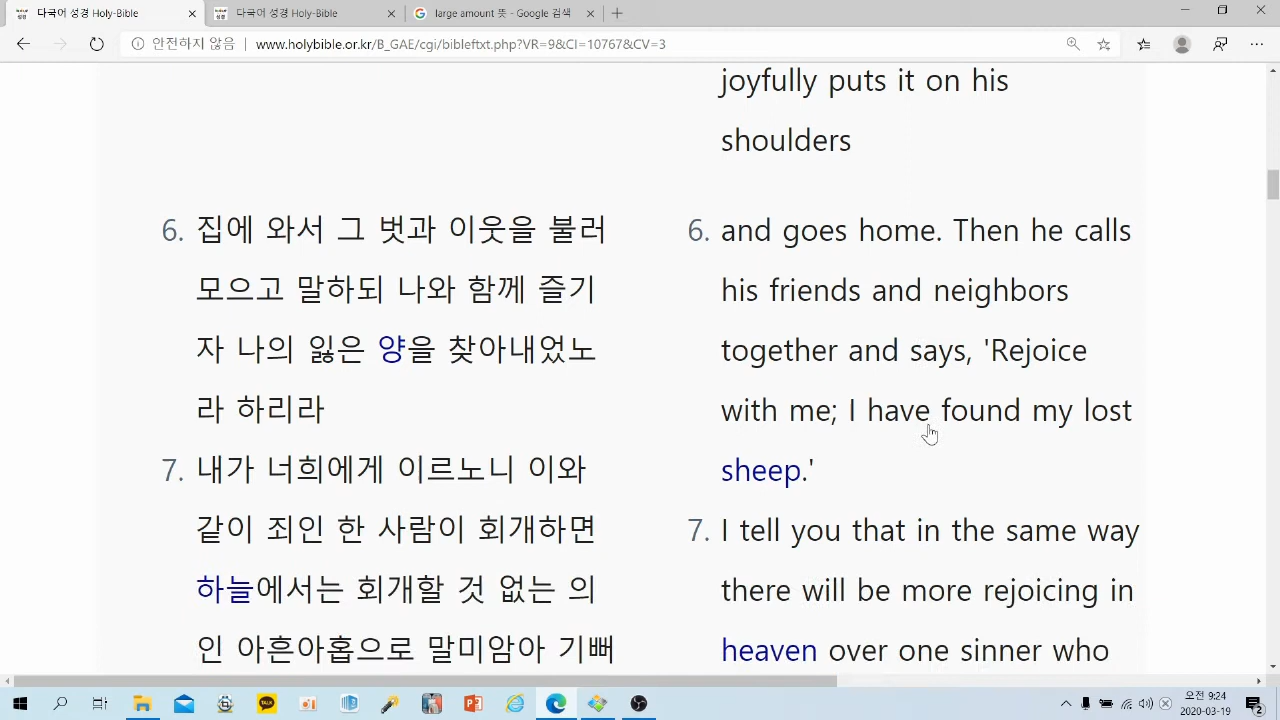 다국어 성경 Holy-Bible
다국어 성경 Holy-Bible
large amount 뜻 - Google 검색
안전하지 않음
www.holybible.or.kr/B_GAE/cgi/bibleftxt.php?VR=9&CI=10767&CV=3
joyfully puts it on his
shoulders
6. 집에 와서 그 벗과 이웃을 불러
모으고 말하되 나와 함께 즐기
자 나의 잃은 양을 찾아내었노
라 하리라
7. 내가 너희에게 이르노니 이와
같이 죄인 한 사람이 회개하면
하늘에서는 회개할 것 없는 의
인 아흔아홉으로 말미암아 기뻐
6. and goes home. Then he calls
his friends and neighbors
together and says, 'Rejoice
with me; I have found my lost
sheep.'
7. I tell you that in the same way
there will be more rejoicing in
heaven over one sinner who
오전 9:24
2020-03-19